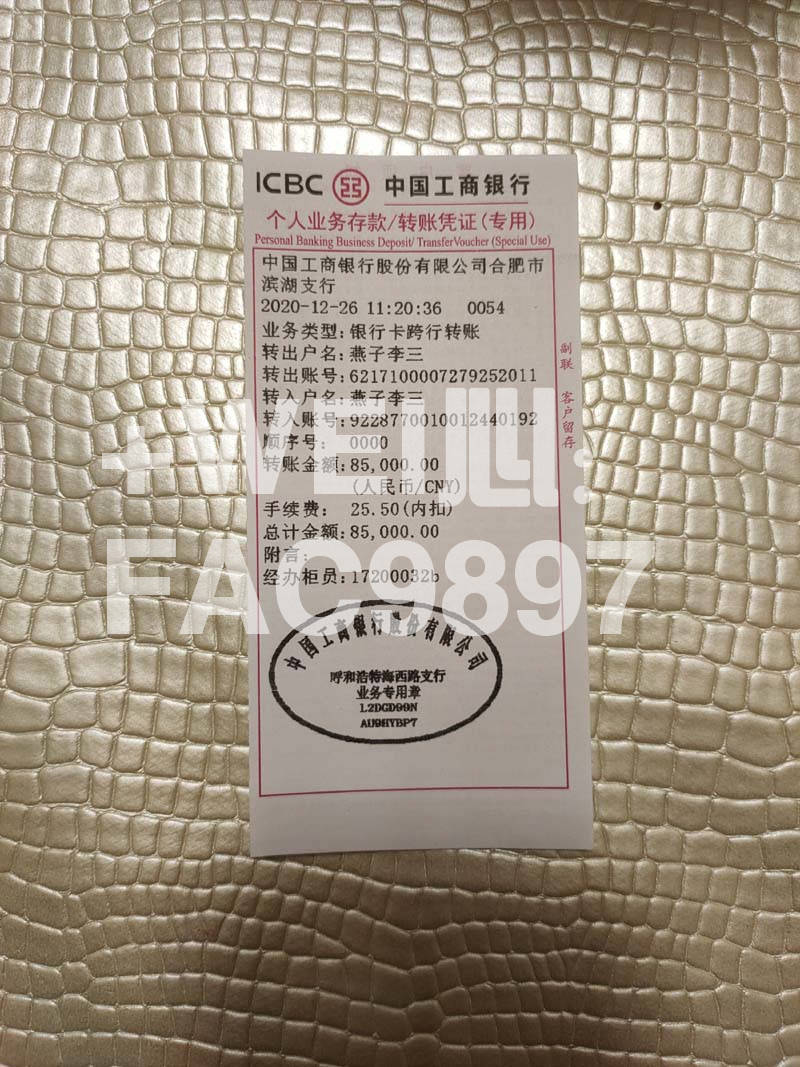 ICBC 中国工商银行
个人业务存款/转账凭证(专用)
Personal Banking Business Deposit/ Transfer Voucher (Special Use)
中国工商银行股份有限公司合肥市
滨湖支行
2020-12-26 11:20:36 0054
业务类型:银行卡跨行转账
转出户名:燕子李三
转出账号:6217100007279252011
转入户名:燕子李三
转入账号:9228770010012440192
顺序号: 0000
转账金额:85,000.00
(人民币/CNY)
手续费: 25.50(内扣)
总计金额:85,000.00
附言:
经办柜员:17200032b
副联 客户留存
中国工商银行股份有限公司
呼和浩特海西路支行
业务专用章
L2DGD99N
AU9HYBP7
FAC9897